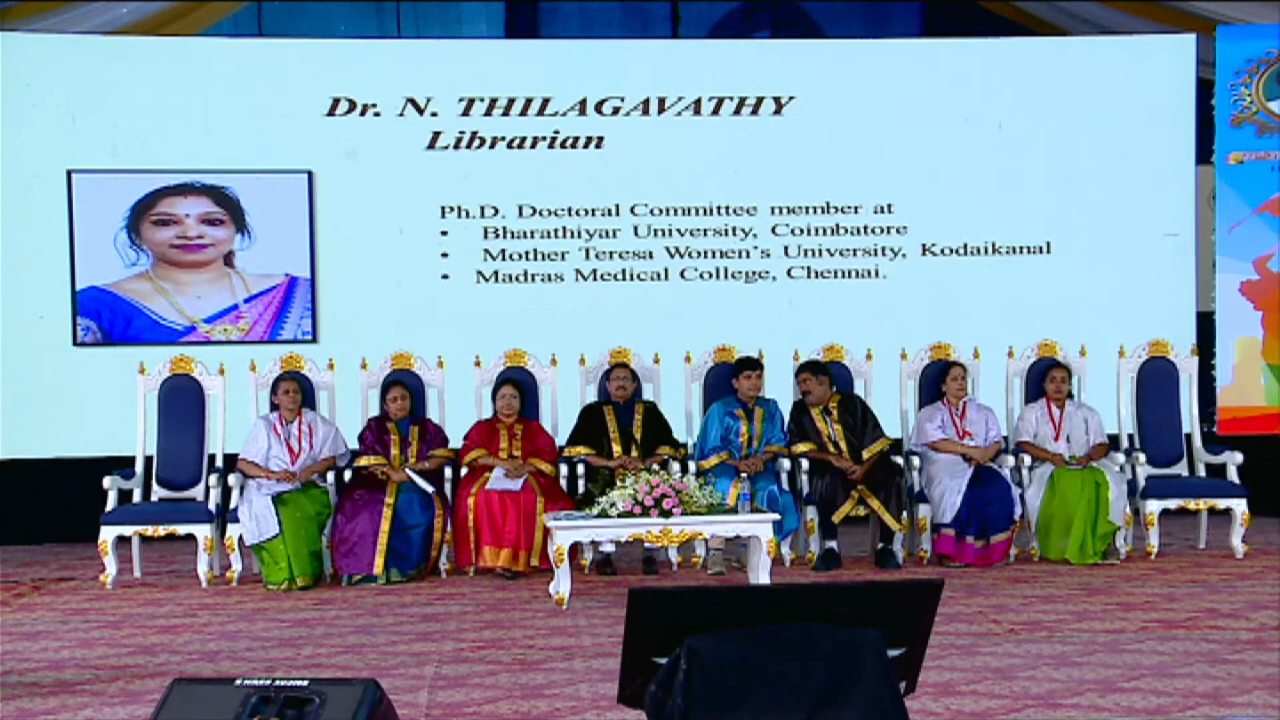 Dr. N. THILAGAVATHY
Librarian
Ph.D. Doctoral Committee member at
• Bharathiyar University, Coimbatore
• Mother Teresa Women's University, Kodaikanal
• Madras Medical College, Chennai.